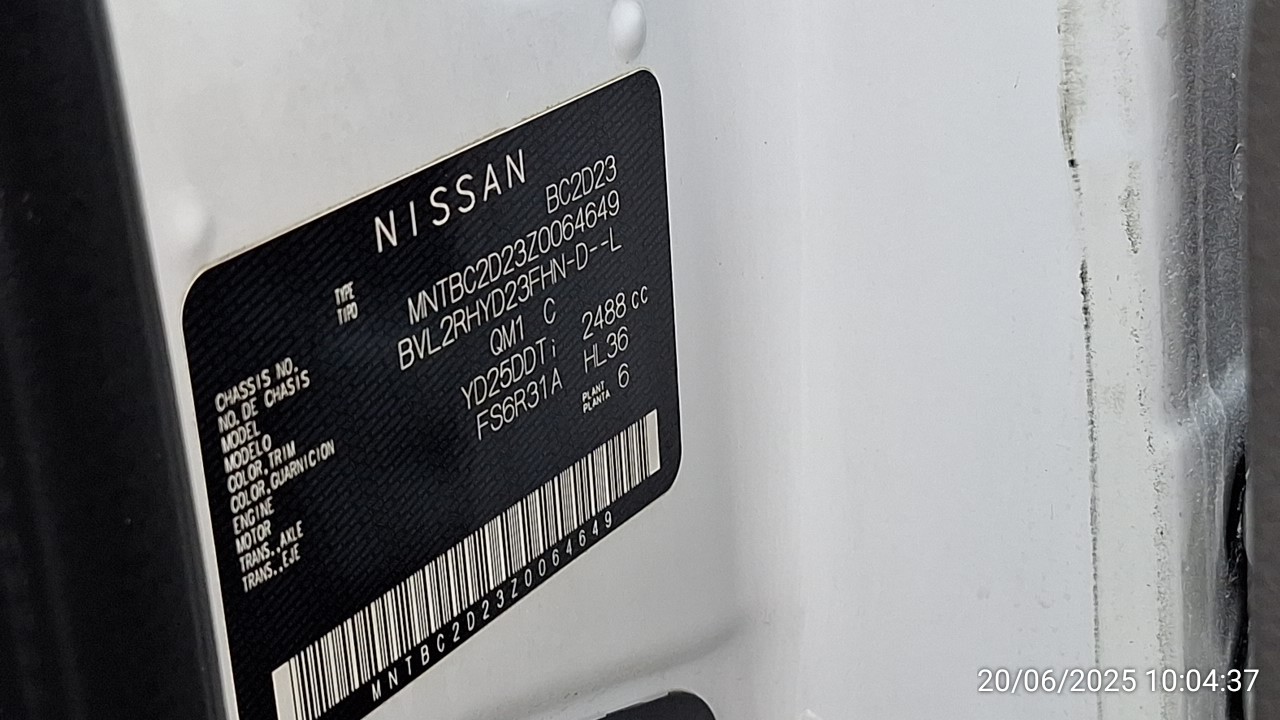 NISSAN
TYPE
TIPO
BC2D23
CHASSIS NO.
NO. DE CHASIS
MNTBC2D23Z0064649
MODEL
MODELO
BVL2RHYD23FHN-D--L
COLOR,TRIM
COLOR,GUARNICION
QM1 C
ENGINE
MOTOR
YD25DDTi 2488 cc
TRANS.,AXLE
TRANS.,EJE
FS6R31A HL36
PLANT
PLANTA
6
MNTBC2D23Z0064649
20/06/2025 10:04:37